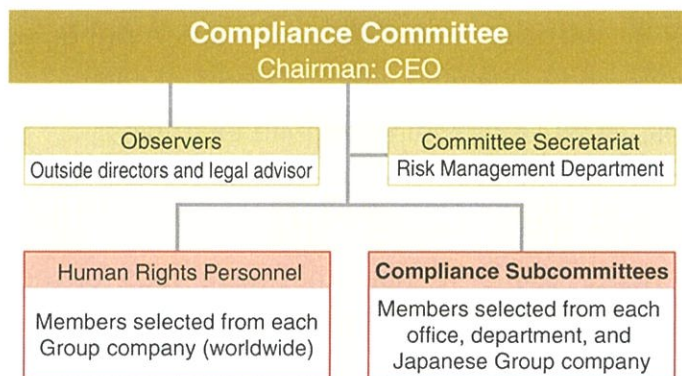 Compliance Committee
Chairman: CEO
Observers
Outside directors and legal advisor
Committee Secretariat
Risk Management Department
Human Rights Personnel
Members selected from each
Group company (worldwide)
Compliance Subcommittees
Members selected from each
office, department, and
Japanese Group company